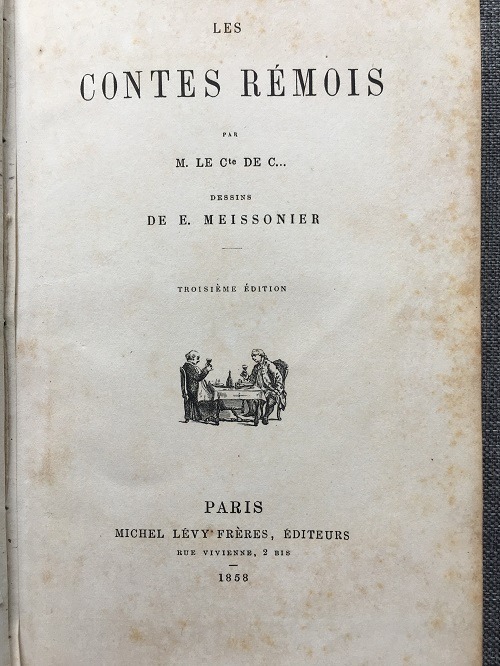 LES
CONTES RÉMOIS
PAR
M. LE Cte DE C...
DESSINS
DE E. MEISSONIER
TROISIÈME ÉDITION
PARIS
MICHEL LÉVY FRÈRES, ÉDITEURS
RUE VIVIENNE, 2 BIS
1858